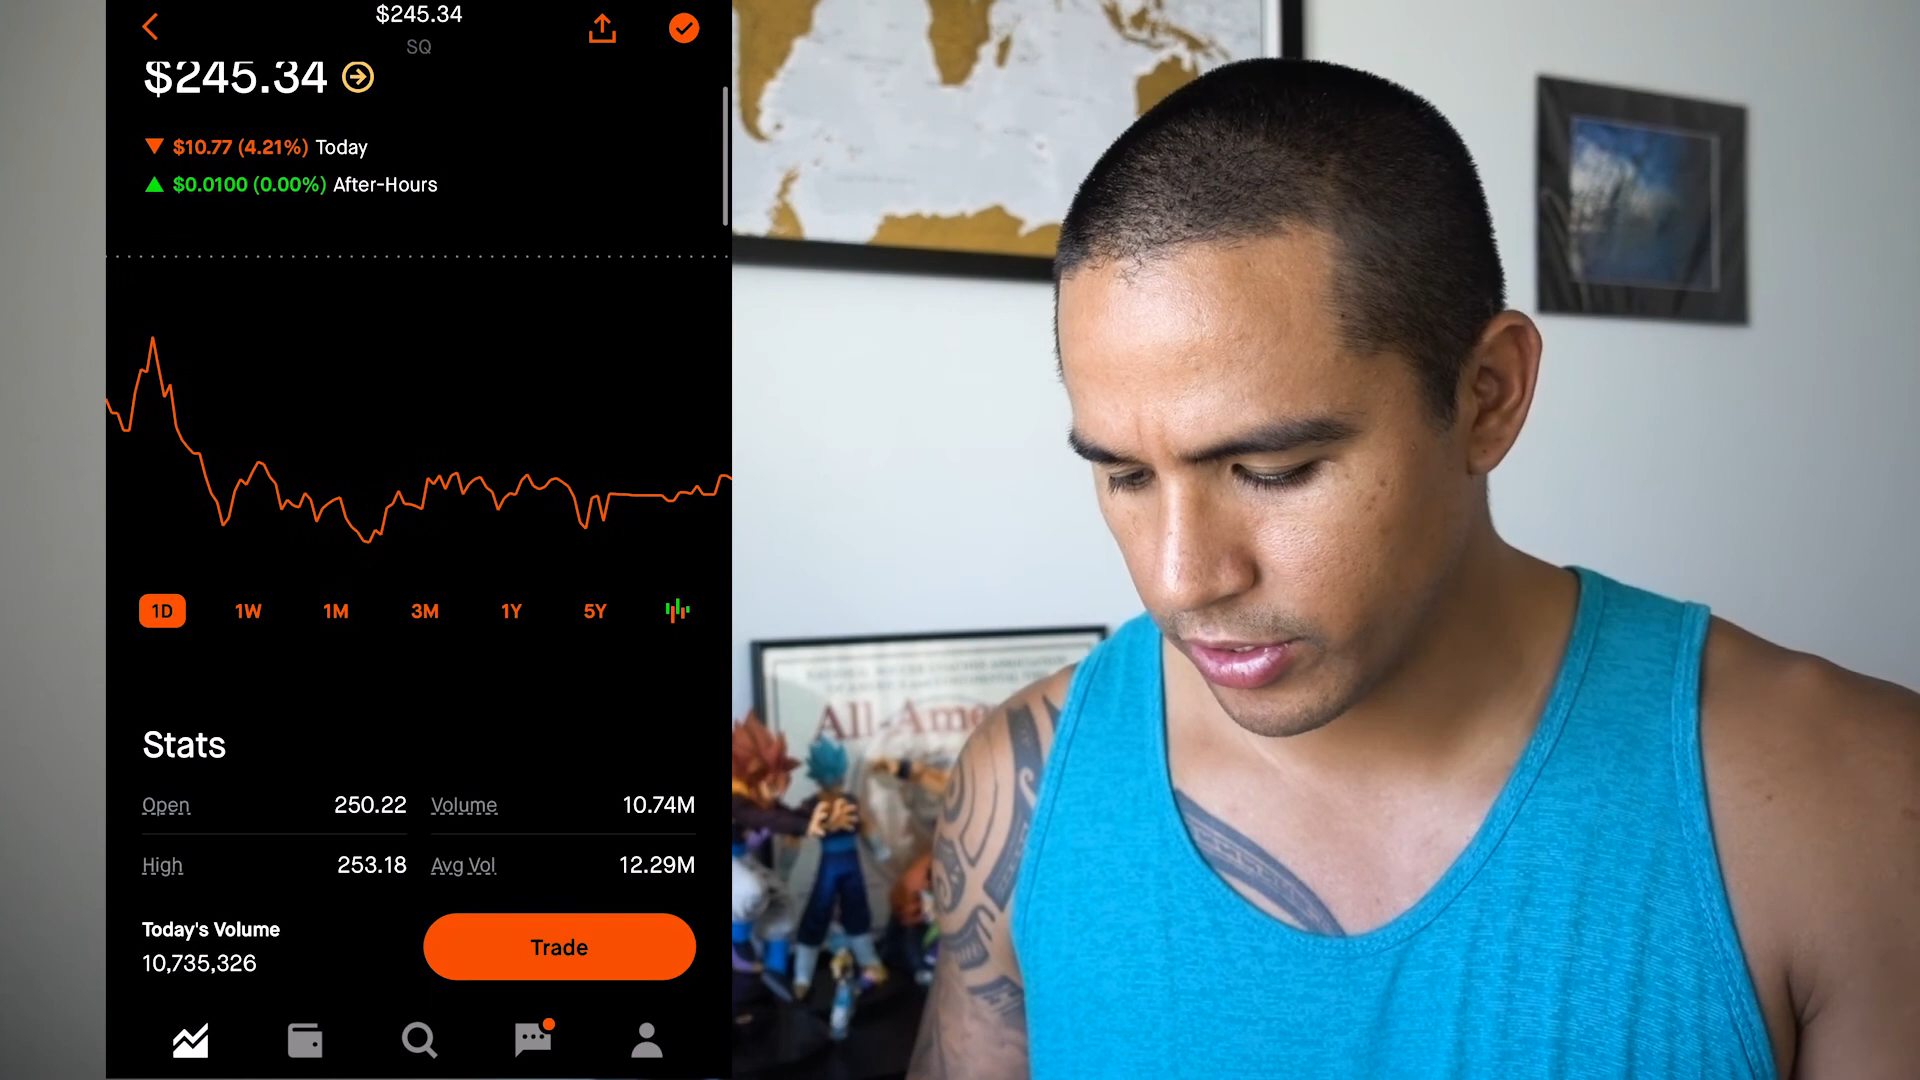 $245.34
SQ
$245.34
$10.77 (4.21%) Today
$0.0100 (0.00%) After-Hours
1D 1W 1M 3M 1Y 5Y
Stats
Open 250.22 Volume 10.74M
High 253.18 Avg Vol 12.29M
Today's Volume
10,735,326
Trade
All-Ame